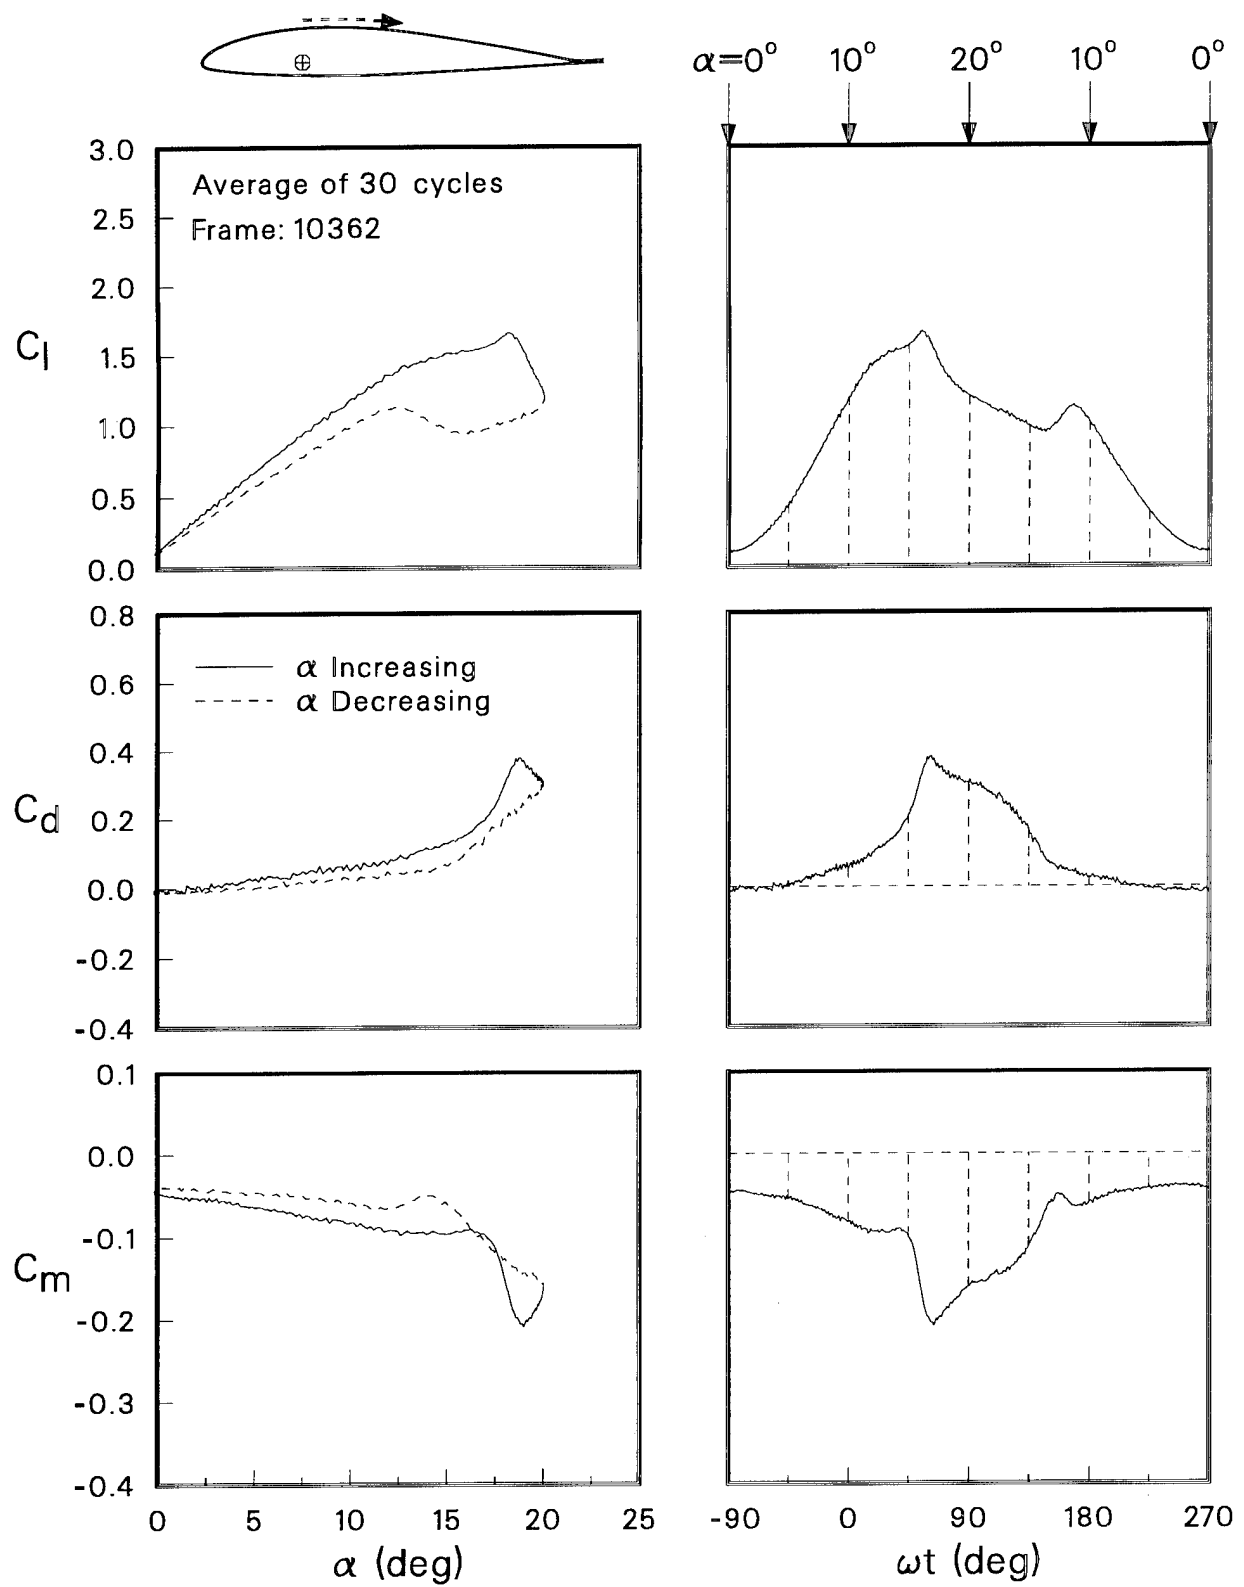 α=0° 10° 20° 10° 0°
3.0
2.5
2.0
1.5
1.0
0.5
0.0
Cl
Average of 30 cycles
Frame: 10362
0.8
0.6
0.4
0.2
0.0
-0.2
-0.4
Cd
α Increasing
α Decreasing
0.1
0.0
-0.1
-0.2
-0.3
-0.4
Cm
0 5 10 15 20 25
α (deg)
-90 0 90 180 270
ωt (deg)